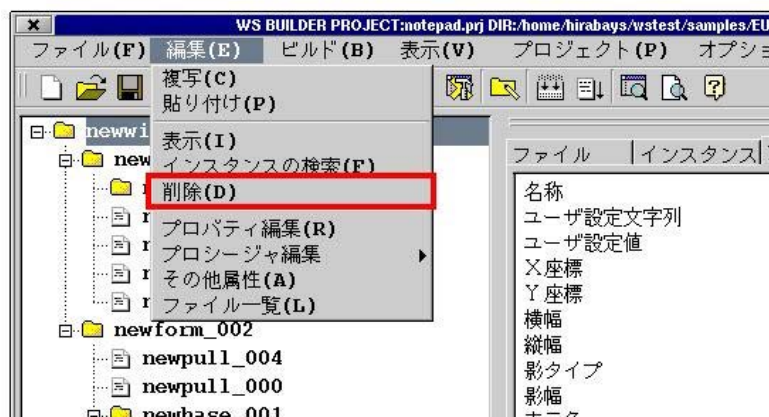 WS BUILDER PROJECT:notepad.prj DIR:/home/hirabays/wstest/samples/EU
ファイル(F) 編集(E) ビルド(B) 表示(V) プロジェクト(P) オプショ
複写(C)
貼り付け(P)
表示(I)
インスタンスの検索(F)
削除(D)
プロパティ編集(R)
プロシージャ編集
その他属性(A)
ファイル一覧(L)
newwi
new
newform_002
newpull_004
newpull_000
newbase_001
ファイル インスタンス
名称
ユーザ設定文字列
ユーザ設定値
X座標
Y座標
横幅
縦幅
影タイプ
影幅